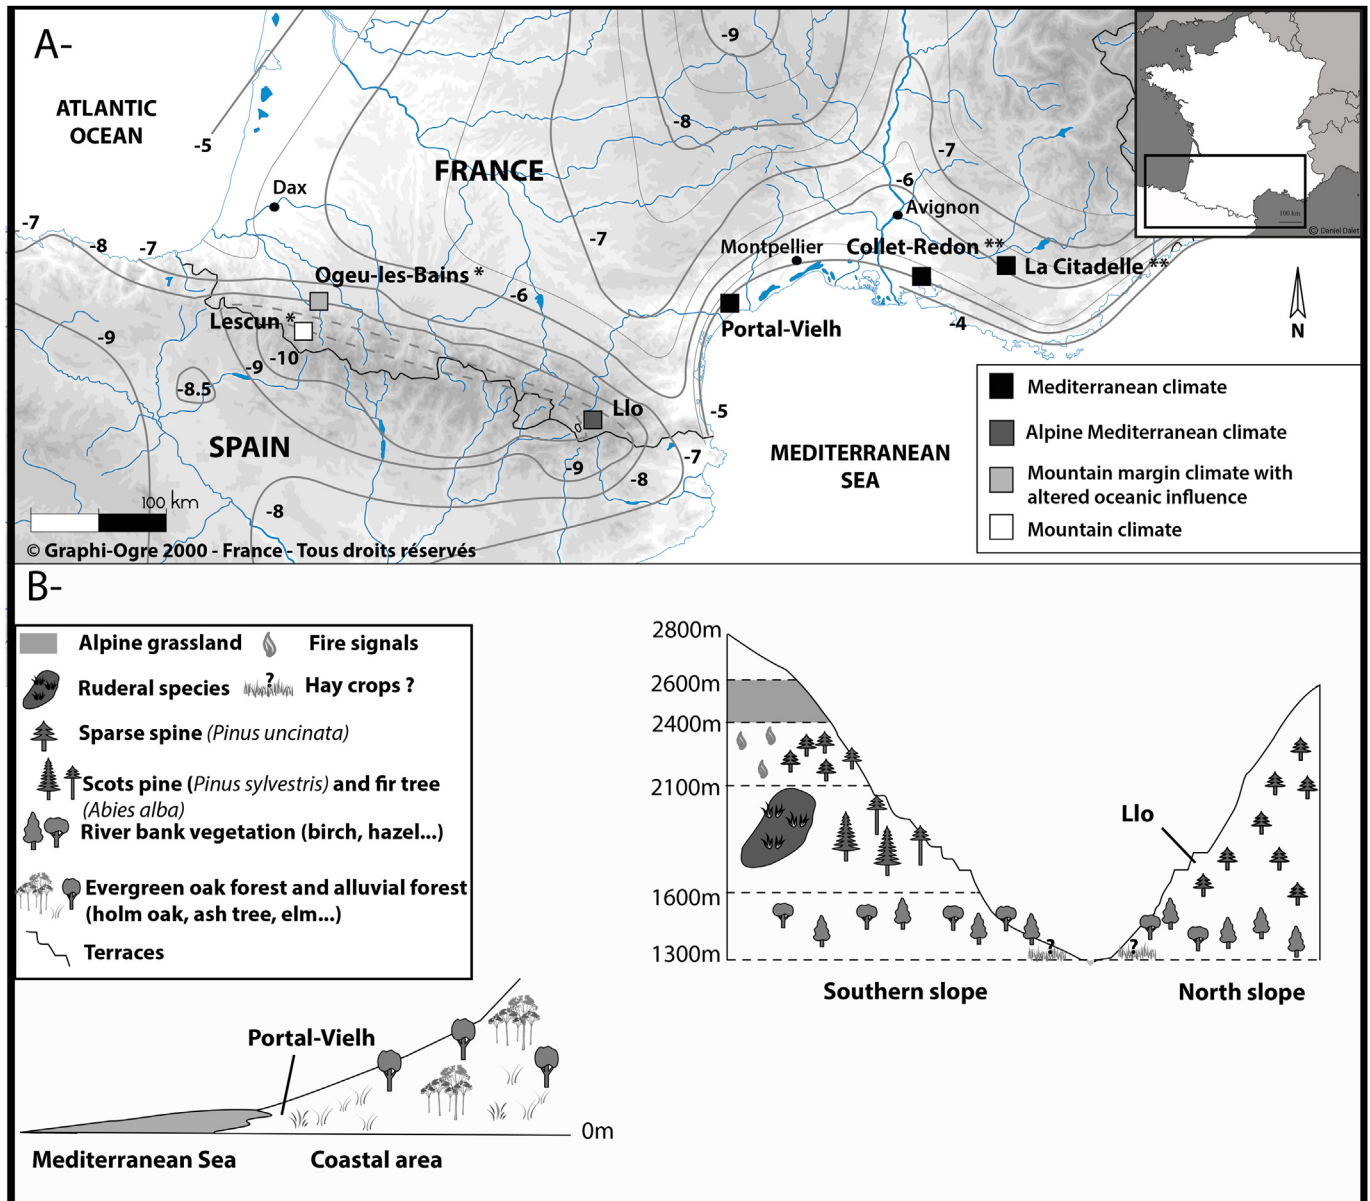 A-
ATLANTIC
OCEAN
-5
-9
-8
FRANCE
-7
-6
Dax
Avignon
100 km
© Daniel Dalet
-7
-8
-7
-7
Montpellier
Collet-Redon **
La Citadelle **
Ogeu-les-Bains *
-6
Lescun *
Portal-Vielh
-4
N
-9
-10
-9
-8.5
Llo
-5
SPAIN
MEDITERRANEAN
SEA
-9
-8
-7
-8
100 km
© Graphi-Ogre 2000 - France - Tous droits réservés
Mediterranean climate
Alpine Mediterranean climate
Mountain margin climate with
altered oceanic influence
Mountain climate
B-
Alpine grassland
Fire signals
Ruderal species
?
Hay crops ?
Sparse spine (Pinus uncinata)
Scots pine (Pinus sylvestris) and fir tree
(Abies alba)
River bank vegetation (birch, hazel...)
Evergreen oak forest and alluvial forest
(holm oak, ash tree, elm...)
Terraces
2800m
2600m
2400m
2100m
1600m
1300m
Llo
?
?
Southern slope
North slope
Portal-Vielh
0m
Mediterranean Sea
Coastal area